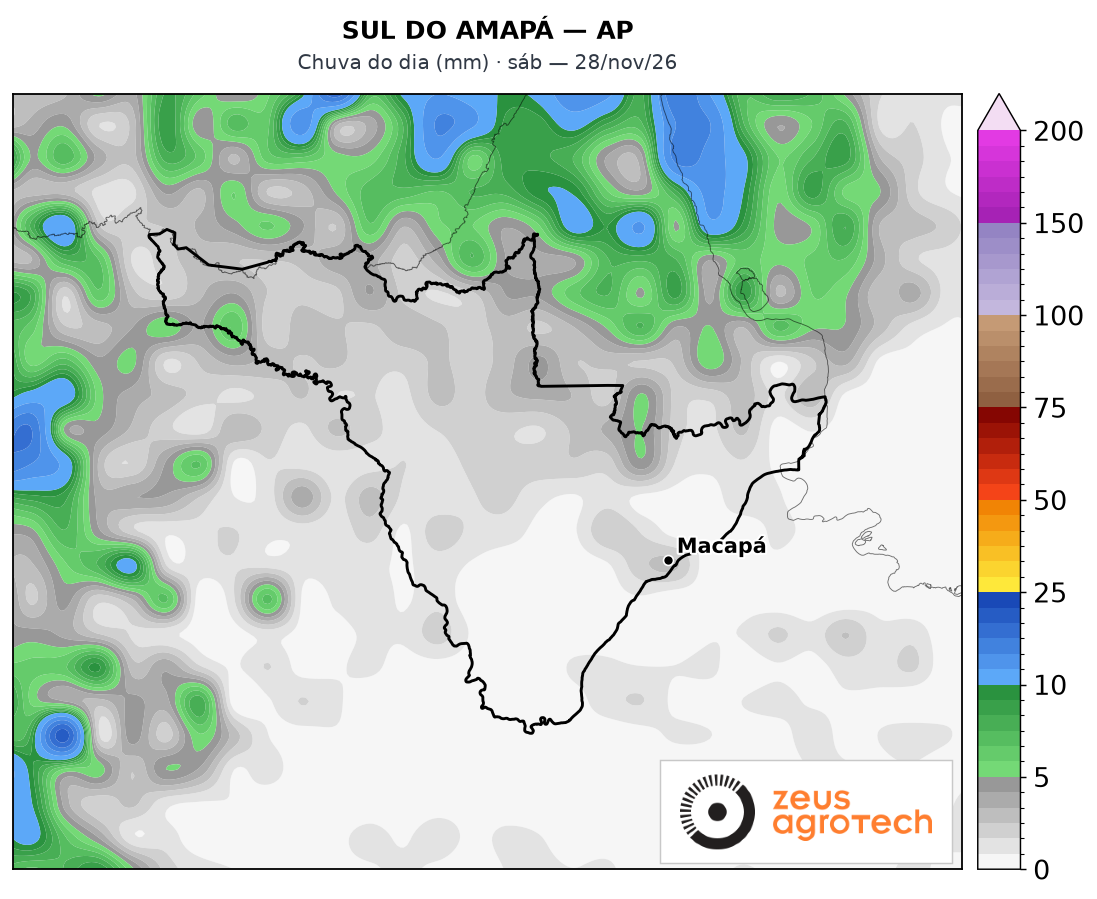 SUL DO AMAPÁ — AP
Chuva do dia (mm) · sáb — 28/nov/26
200
150
100
75
50
25
10
5
0
Macapá
zeus
agrotech